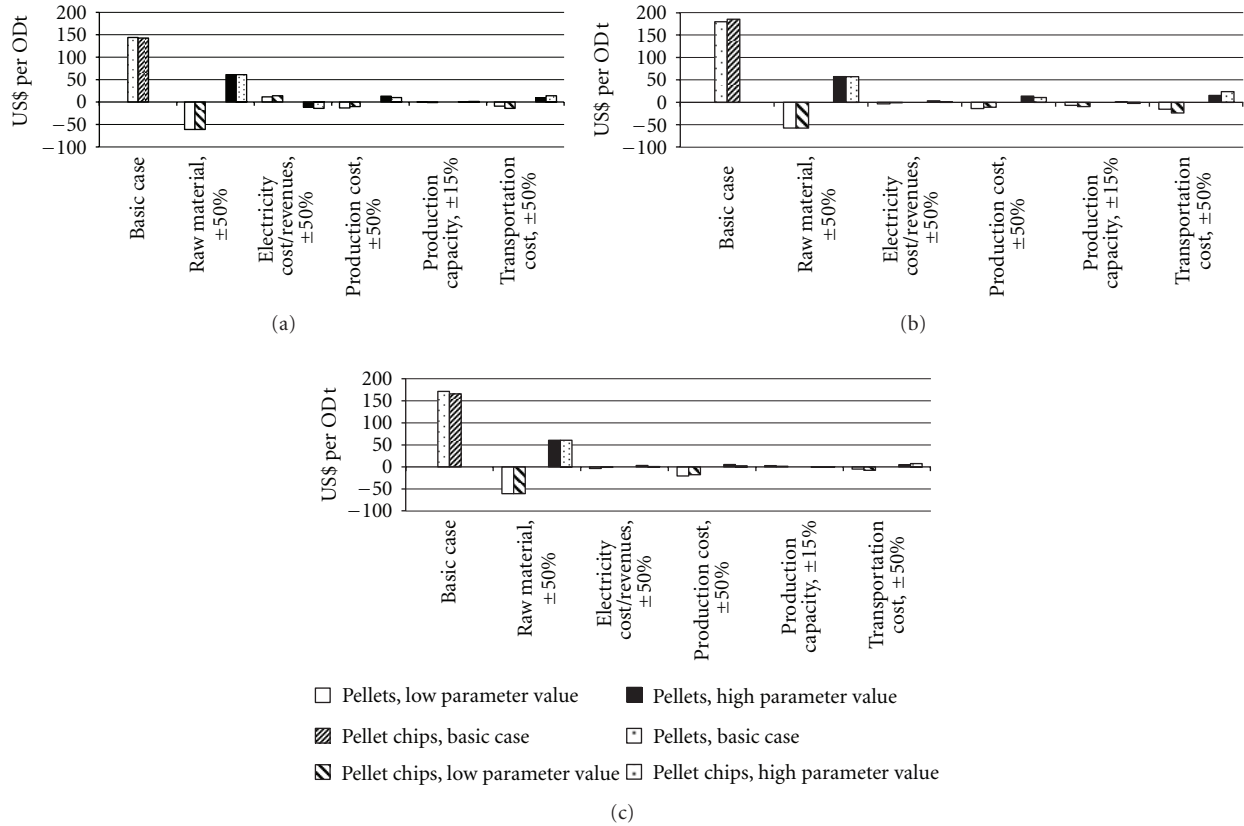 200
150
100
50
0
−50
−100
US$ per ODt
Basic case
Raw material,
±50%
Electricity
cost/revenues,
±50%
Production cost,
±50%
Production
capacity, ±15%
Transportation
cost, ±50%
(a)
200
150
100
50
0
−50
−100
US$ per ODt
Basic case
Raw material,
±50%
Electricity
cost/revenues,
±50%
Production cost,
±50%
Production
capacity, ±15%
Transportation
cost, ±50%
(b)
200
150
100
50
0
−50
−100
US$ per ODt
Basic case
Raw material,
±50%
Electricity
cost/revenues,
±50%
Production cost,
±50%
Production
capacity, ±15%
Transportation
cost, ±50%
Pellets, low parameter value
Pellets, high parameter value
Pellet chips, basic case
Pellets, basic case
Pellet chips, low parameter value
Pellet chips, high parameter value
(c)